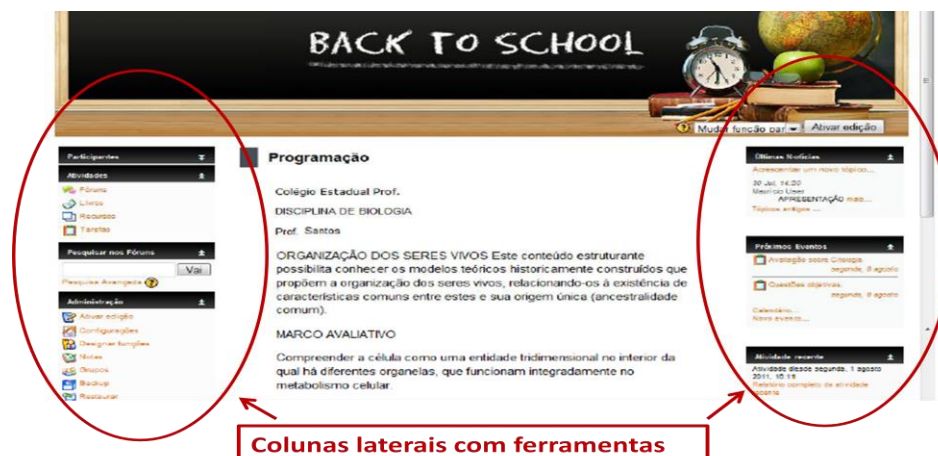 BACK TO SCHOOL
Mudar função par
Ativar edição
Participantes
Atividades
Fóruns
Livros
Recursos
Tarefas
Pesquisar nos Fóruns
Vai
Pesquisa Avançada
Administração
Ativar edição
Configurações
Designar funções
Notas
Grupos
Backup
Restaurar
Programação
Colégio Estadual Prof.
DISCIPLINA DE BIOLOGIA
Prof. Santos
ORGANIZAÇÃO DOS SERES VIVOS Este conteúdo estruturante
possibilita conhecer os modelos teóricos historicamente construídos que
propõem a organização dos seres vivos, relacionando-os à existência de
características comuns entre estes e sua origem única (ancestralidade
comum).
MARCO AVALIATIVO
Compreender a célula como uma entidade tridimensional no interior da
qual há diferentes organelas, que funcionam integradamente no
metabolismo celular.
Últimas Notícias
Acrescentar um novo tópico...
30 Jul, 14:20
APRESENTAÇÃO mais...
Tópicos antigos ...
Próximos Eventos
Avaliação sobre Citologia
segunda, 8 agosto
Questões objetivas.
segunda, 8 agosto
Calendário...
Novo evento...
Atividade recente
Atividade desde segunda, 1 agosto
2011,
Relatório completo da atividade
recente
Colunas laterais com ferramentas